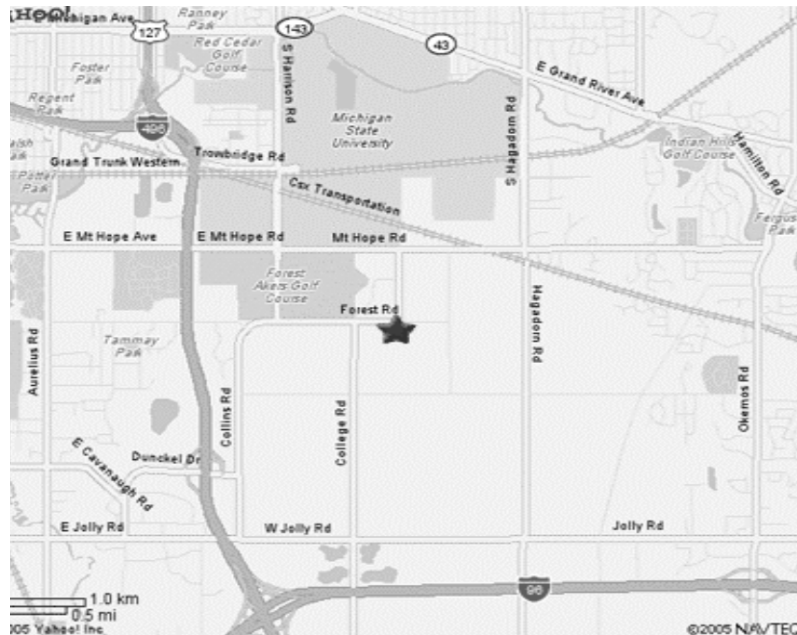 Michigan Ave
127
Ranney
Park
143
43
Red Cedar
Golf
Course
S Harrison Rd
E Grand River Ave
Foster
Park
Regent
Park
496
Michigan
State
University
S Hagadorn Rd
Indian Hills
Golf Course
Hamilton Rd
Grand Trunk Western
Trowbridge Rd
Potter
Park
Csx Transportation
Ferguson
Park
E Mt Hope Ave
E Mt Hope Rd
Mt Hope Rd
Forest
Akers Golf
Course
Forest Rd
Hagadorn Rd
Tammay
Park
Aurelius Rd
Collins Rd
College Rd
Okemos Rd
Dunckel Dr
E Cavanaugh Rd
E Jolly Rd
W Jolly Rd
Jolly Rd
96
1.0 km
0.5 mi
005 Yahoo! Inc
©2005 NAVTEC